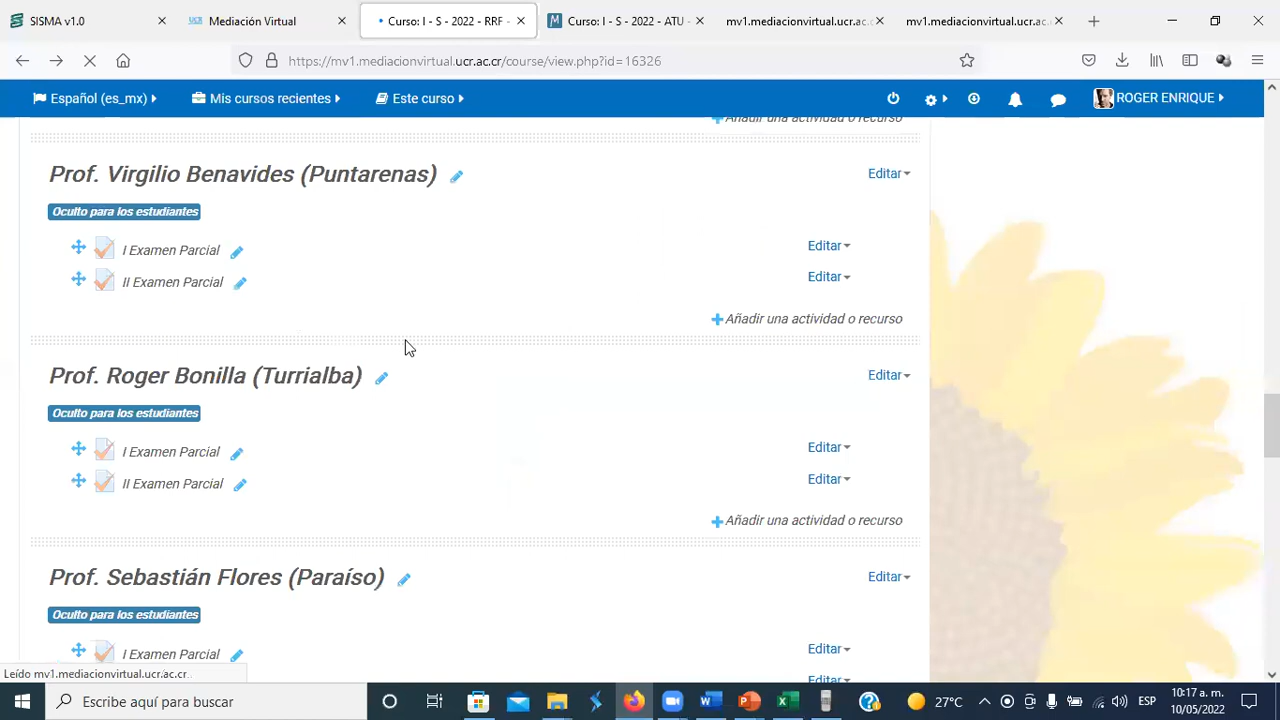 SISMA v1.0
Mediación Virtual
Curso: I - S - 2022 - RRF -
Curso: I - S - 2022 - ATU -
mv1.mediacionvirtual.ucr.ac.c
mv1.mediacionvirtual.ucr.ac.
https://mv1.mediacionvirtual.ucr.ac.cr/course/view.php?id=16326
Español (es_mx)
Mis cursos recientes
Este curso
ROGER ENRIQUE
Añadir una actividad o recurso
Prof. Virgilio Benavides (Puntarenas)
Editar
Oculto para los estudiantes
I Examen Parcial
Editar
II Examen Parcial
Editar
Añadir una actividad o recurso
Prof. Roger Bonilla (Turrialba)
Editar
Oculto para los estudiantes
I Examen Parcial
Editar
II Examen Parcial
Editar
Añadir una actividad o recurso
Prof. Sebastián Flores (Paraíso)
Editar
Oculto para los estudiantes
I Examen Parcial
Editar
Editar
Leído mv1.mediacionvirtual.ucr.ac.cr
Escribe aquí para buscar
27°C
ESP
10:17 a. m.
10/05/2022